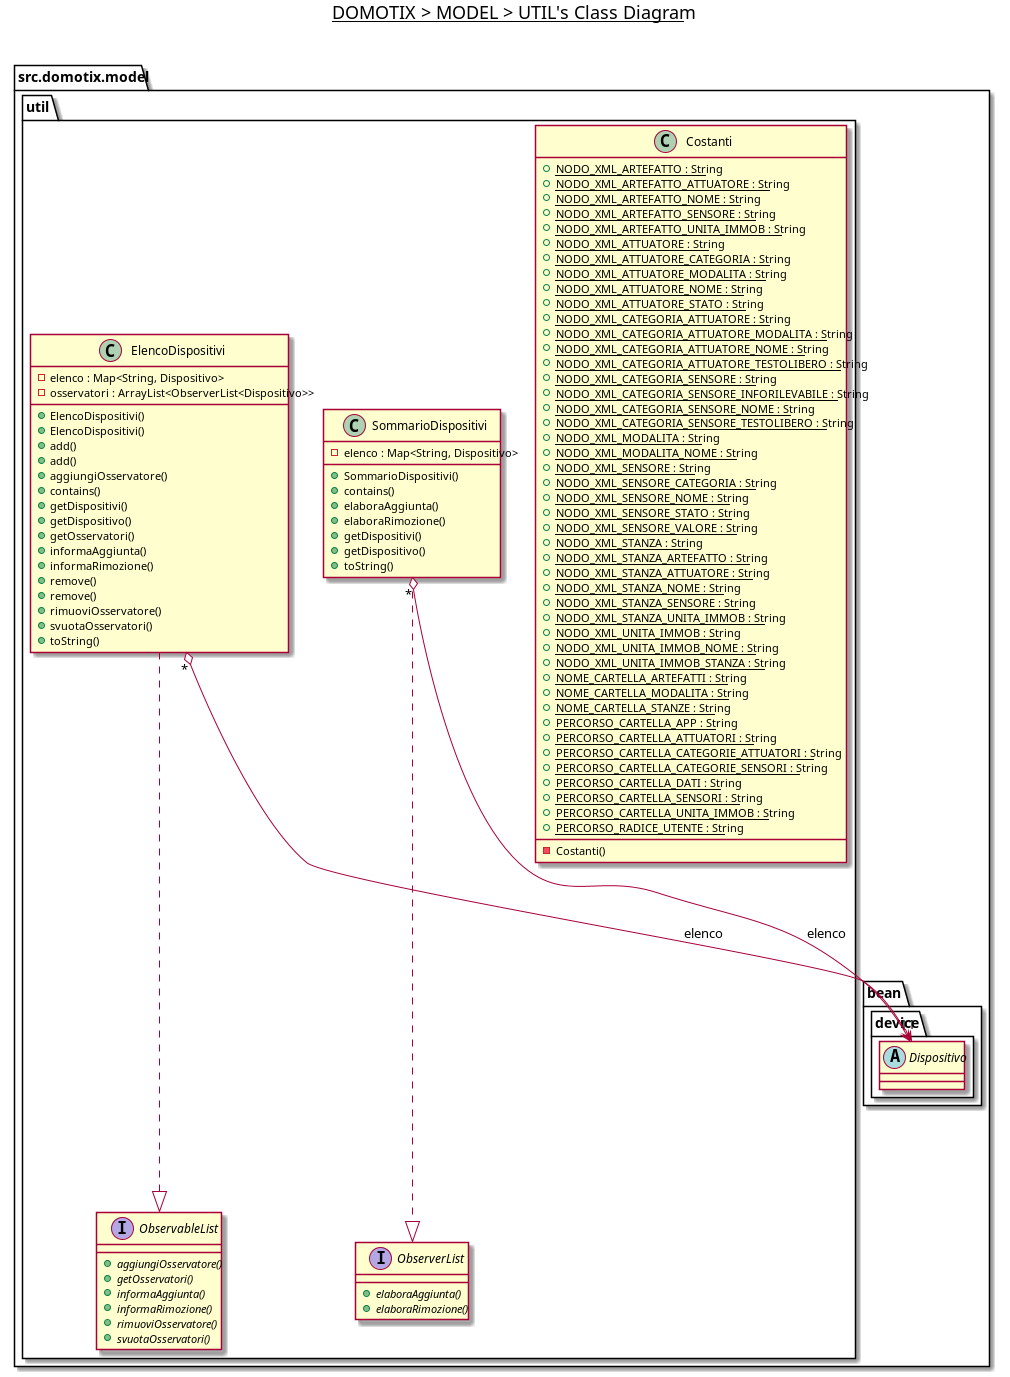 DOMOTIX > MODEL > UTIL's Class Diagram
src.domotix.model
util
C Costanti
NODO_XML_ARTEFATTO : String
NODO_XML_ARTEFATTO_ATTUATORE : String
NODO_XML_ARTEFATTO_NOME : String
NODO_XML_ARTEFATTO_SENSORE : String
NODO_XML_ARTEFATTO_UNITA_IMMOB : String
NODO_XML_ATTUATORE : String
NODO_XML_ATTUATORE_CATEGORIA : String
NODO_XML_ATTUATORE_MODALITA : String
NODO_XML_ATTUATORE_NOME : String
NODO_XML_ATTUATORE_STATO : String
NODO_XML_CATEGORIA_ATTUATORE : String
NODO_XML_CATEGORIA_ATTUATORE_MODALITA : String
NODO_XML_CATEGORIA_ATTUATORE_NOME : String
NODO_XML_CATEGORIA_ATTUATORE_TESTOLIBERO : String
NODO_XML_CATEGORIA_SENSORE : String
NODO_XML_CATEGORIA_SENSORE_INFORILEVABILE : String
NODO_XML_CATEGORIA_SENSORE_NOME : String
NODO_XML_CATEGORIA_SENSORE_TESTOLIBERO : String
NODO_XML_MODALITA : String
NODO_XML_MODALITA_NOME : String
NODO_XML_SENSORE : String
NODO_XML_SENSORE_CATEGORIA : String
NODO_XML_SENSORE_NOME : String
NODO_XML_SENSORE_STATO : String
NODO_XML_SENSORE_VALORE : String
NODO_XML_STANZA : String
NODO_XML_STANZA_ARTEFATTO : String
NODO_XML_STANZA_ATTUATORE : String
NODO_XML_STANZA_NOME : String
NODO_XML_STANZA_SENSORE : String
NODO_XML_STANZA_UNITA_IMMOB : String
NODO_XML_UNITA_IMMOB : String
NODO_XML_UNITA_IMMOB_NOME : String
NODO_XML_UNITA_IMMOB_STANZA : String
NOME_CARTELLA_ARTEFATTI : String
NOME_CARTELLA_MODALITA : String
NOME_CARTELLA_STANZE : String
PERCORSO_CARTELLA_APP : String
PERCORSO_CARTELLA_ATTUATORI : String
PERCORSO_CARTELLA_CATEGORIE_ATTUATORI : String
PERCORSO_CARTELLA_CATEGORIE_SENSORI : String
PERCORSO_CARTELLA_DATI : String
PERCORSO_CARTELLA_SENSORI : String
PERCORSO_CARTELLA_UNITA_IMMOB : String
PERCORSO_RADICE_UTENTE : String
Costanti()
C ElencoDispositivi
elenco : Map<String, Dispositivo>
osservatori : ArrayList<ObserverList<Dispositivo>>
ElencoDispositivi()
ElencoDispositivi()
add()
add()
aggiungiOsservatore()
contains()
getDispositivi()
getDispositivo()
getOsservatori()
informaAggiunta()
informaRimozione()
remove()
remove()
rimuoviOsservatore()
svuotaOsservatori()
toString()
C SommarioDispositivi
elenco : Map<String, Dispositivo>
SommarioDispositivi()
contains()
elaboraAggiunta()
elaboraRimozione()
getDispositivi()
getDispositivo()
toString()
*
*
elenco
elenco
bean
device
A Dispositivo
I ObservableList
aggiungiOsservatore()
getOsservatori()
informaAggiunta()
informaRimozione()
rimuoviOsservatore()
svuotaOsservatori()
I ObserverList
elaboraAggiunta()
elaboraRimozione()